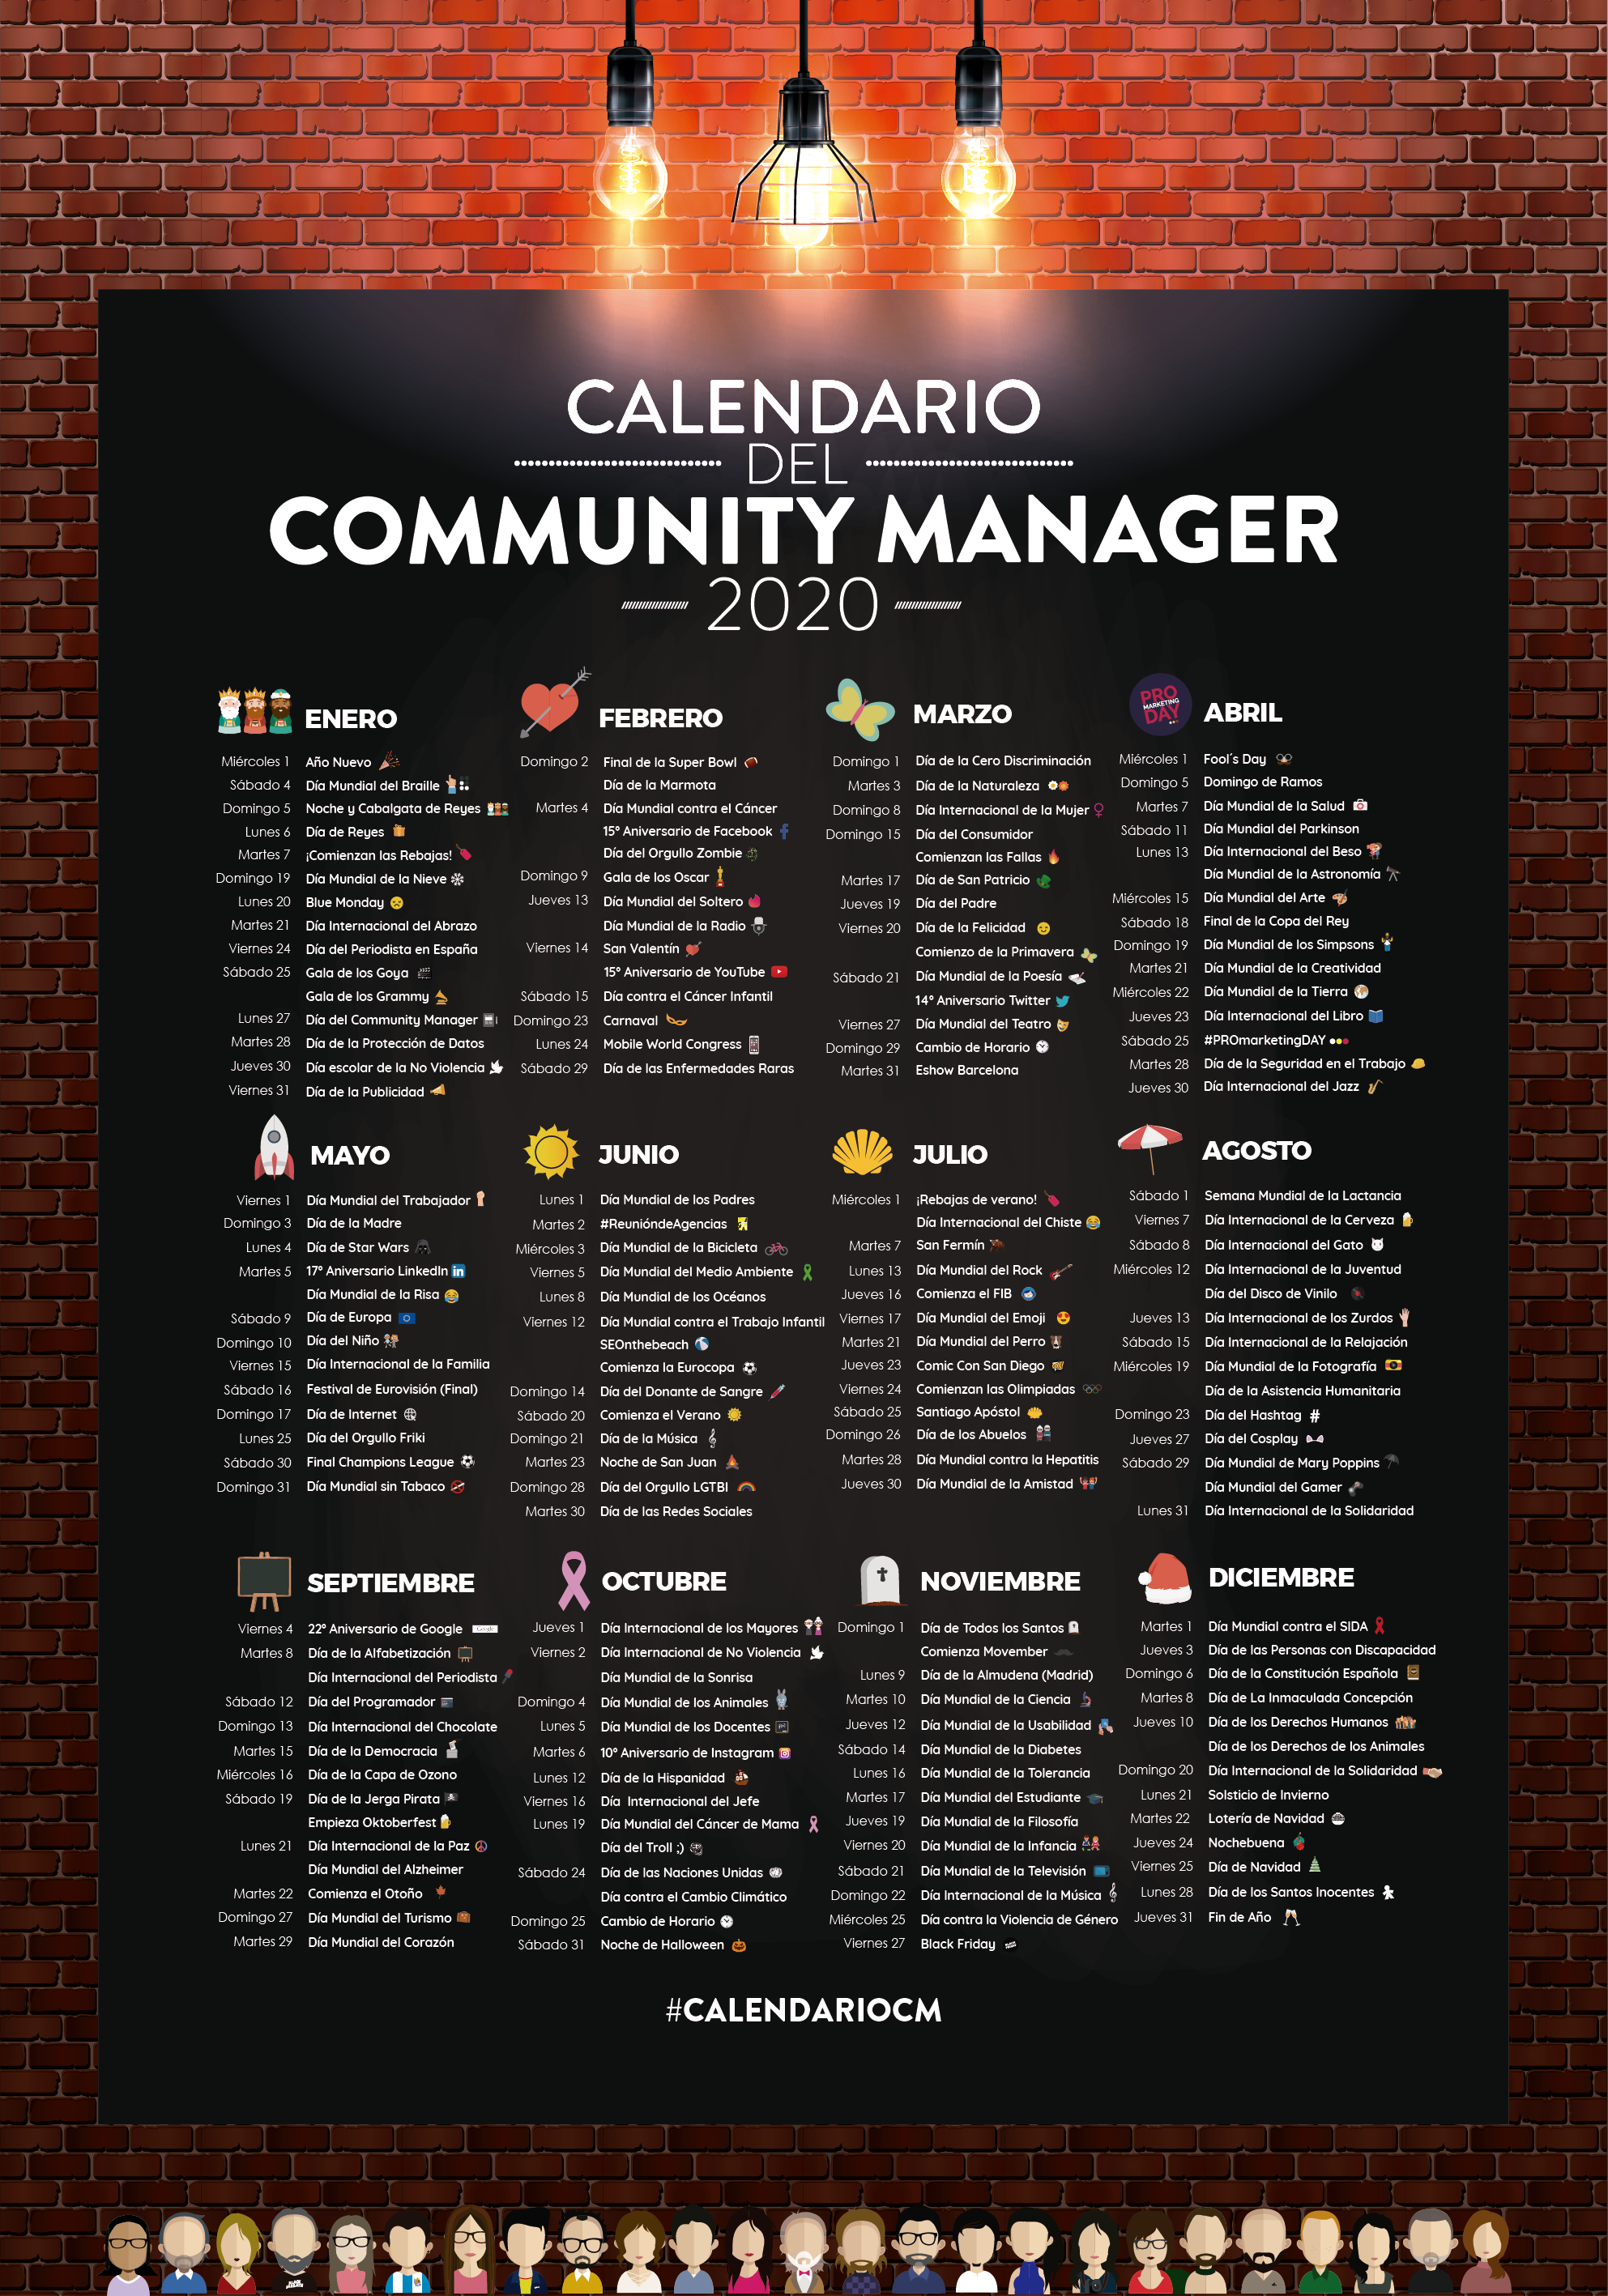 CALENDARIO
DEL
COMMUNITY MANAGER
2020
ENERO
Miércoles 1 Año Nuevo
Sábado 4 Día Mundial del Braille
Domingo 5 Noche y Cabalgata de Reyes
Lunes 6 Día de Reyes
Martes 7 ¡Comienzan las Rebajas!
Domingo 19 Día Mundial de la Nieve
Lunes 20 Blue Monday
Martes 21 Día Internacional del Abrazo
Viernes 24 Día del Periodista en España
Sábado 25 Gala de los Goya
Gala de los Grammy
Lunes 27 Día del Community Manager
Martes 28 Día de la Protección de Datos
Jueves 30 Día escolar de la No Violencia
Viernes 31 Día de la Publicidad
FEBRERO
Domingo 2 Final de la Super Bowl
Día de la Marmota
Martes 4 Día Mundial contra el Cáncer
15º Aniversario de Facebook
Día del Orgullo Zombie
Domingo 9 Gala de los Oscar
Jueves 13 Día Mundial del Soltero
Día Mundial de la Radio
Viernes 14 San Valentín
15º Aniversario de YouTube
Sábado 15 Día contra el Cáncer Infantil
Domingo 23 Carnaval
Lunes 24 Mobile World Congress
Sábado 29 Día de las Enfermedades Raras
MARZO
Domingo 1 Día de la Cero Discriminación
Martes 3 Día de la Naturaleza
Domingo 8 Día Internacional de la Mujer
Domingo 15 Día del Consumidor
Comienzan las Fallas
Martes 17 Día de San Patricio
Jueves 19 Día del Padre
Viernes 20 Día de la Felicidad
Comienzo de la Primavera
Sábado 21 Día Mundial de la Poesía
14º Aniversario Twitter
Viernes 27 Día Mundial del Teatro
Domingo 29 Cambio de Horario
Martes 31 Eshow Barcelona
PRO
MARKETING
DAY
ABRIL
Miércoles 1 Fool´s Day
Domingo 5 Domingo de Ramos
Martes 7 Día Mundial de la Salud
Sábado 11 Día Mundial del Parkinson
Lunes 13 Día Internacional del Beso
Día Mundial de la Astronomía
Miércoles 15 Día Mundial del Arte
Sábado 18 Final de la Copa del Rey
Domingo 19 Día Mundial de los Simpsons
Martes 21 Día Mundial de la Creatividad
Miércoles 22 Día Mundial de la Tierra
Jueves 23 Día Internacional del Libro
Sábado 25 #PROmarketingDAY
Martes 28 Día de la Seguridad en el Trabajo
Jueves 30 Día Internacional del Jazz
MAYO
Viernes 1 Día Mundial del Trabajador
Domingo 3 Día de la Madre
Lunes 4 Día de Star Wars
Martes 5 17º Aniversario LinkedIn
Día Mundial de la Risa
Sábado 9 Día de Europa
Domingo 10 Día del Niño
Viernes 15 Día Internacional de la Familia
Sábado 16 Festival de Eurovisión (Final)
Domingo 17 Día de Internet
Lunes 25 Día del Orgullo Friki
Sábado 30 Final Champions League
Domingo 31 Día Mundial sin Tabaco
JUNIO
Lunes 1 Día Mundial de los Padres
Martes 2 #ReunióndeAgencias
Miércoles 3 Día Mundial de la Bicicleta
Viernes 5 Día Mundial del Medio Ambiente
Lunes 8 Día Mundial de los Océanos
Viernes 12 Día Mundial contra el Trabajo Infantil
SEOnthebeach
Comienza la Eurocopa
Domingo 14 Día del Donante de Sangre
Sábado 20 Comienza el Verano
Domingo 21 Día de la Música
Martes 23 Noche de San Juan
Domingo 28 Día del Orgullo LGTBI
Martes 30 Día de las Redes Sociales
JULIO
Miércoles 1 ¡Rebajas de verano!
Día Internacional del Chiste
Martes 7 San Fermín
Lunes 13 Día Mundial del Rock
Jueves 16 Comienza el FIB
Viernes 17 Día Mundial del Emoji
Martes 21 Día Mundial del Perro
Jueves 23 Comic Con San Diego
Viernes 24 Comienzan las Olimpiadas
Sábado 25 Santiago Apóstol
Domingo 26 Día de los Abuelos
Martes 28 Día Mundial contra la Hepatitis
Jueves 30 Día Mundial de la Amistad
AGOSTO
Sábado 1 Semana Mundial de la Lactancia
Viernes 7 Día Internacional de la Cerveza
Sábado 8 Día Internacional del Gato
Miércoles 12 Día Internacional de la Juventud
Día del Disco de Vinilo
Jueves 13 Día Internacional de los Zurdos
Sábado 15 Día Internacional de la Relajación
Miércoles 19 Día Mundial de la Fotografía
Día de la Asistencia Humanitaria
Domingo 23 Día del Hashtag #
Jueves 27 Día del Cosplay
Sábado 29 Día Mundial de Mary Poppins
Día Mundial del Gamer
Lunes 31 Día Internacional de la Solidaridad
SEPTIEMBRE
Viernes 4 22º Aniversario de Google
Martes 8 Día de la Alfabetización
Día Internacional del Periodista
Sábado 12 Día del Programador
Domingo 13 Día Internacional del Chocolate
Martes 15 Día de la Democracia
Miércoles 16 Día de la Capa de Ozono
Sábado 19 Día de la Jerga Pirata
Empieza Oktoberfest
Lunes 21 Día Internacional de la Paz
Día Mundial del Alzheimer
Martes 22 Comienza el Otoño
Domingo 27 Día Mundial del Turismo
Martes 29 Día Mundial del Corazón
OCTUBRE
Jueves 1 Día Internacional de los Mayores
Viernes 2 Día Internacional de No Violencia
Día Mundial de la Sonrisa
Domingo 4 Día Mundial de los Animales
Lunes 5 Día Mundial de los Docentes
Martes 6 10º Aniversario de Instagram
Lunes 12 Día de la Hispanidad
Viernes 16 Día Internacional del Jefe
Lunes 19 Día Mundial del Cáncer de Mama
Día del Troll ;)
Sábado 24 Día de las Naciones Unidas
Día contra el Cambio Climático
Domingo 25 Cambio de Horario
Sábado 31 Noche de Halloween
NOVIEMBRE
Domingo 1 Día de Todos los Santos
Comienza Movember
Lunes 9 Día de la Almudena (Madrid)
Martes 10 Día Mundial de la Ciencia
Jueves 12 Día Mundial de la Usabilidad
Sábado 14 Día Mundial de la Diabetes
Lunes 16 Día Mundial de la Tolerancia
Martes 17 Día Mundial del Estudiante
Jueves 19 Día Mundial de la Filosofía
Viernes 20 Día Mundial de la Infancia
Sábado 21 Día Mundial de la Televisión
Domingo 22 Día Internacional de la Música
Miércoles 25 Día contra la Violencia de Género
Viernes 27 Black Friday
DICIEMBRE
Martes 1 Día Mundial contra el SIDA
Jueves 3 Día de las Personas con Discapacidad
Domingo 6 Día de la Constitución Española
Martes 8 Día de La Inmaculada Concepción
Jueves 10 Día de los Derechos Humanos
Día de los Derechos de los Animales
Domingo 20 Día Internacional de la Solidaridad
Lunes 21 Solsticio de Invierno
Martes 22 Lotería de Navidad
Jueves 24 Nochebuena
Viernes 25 Día de Navidad
Lunes 28 Día de los Santos Inocentes
Jueves 31 Fin de Año
#CALENDARIOCM